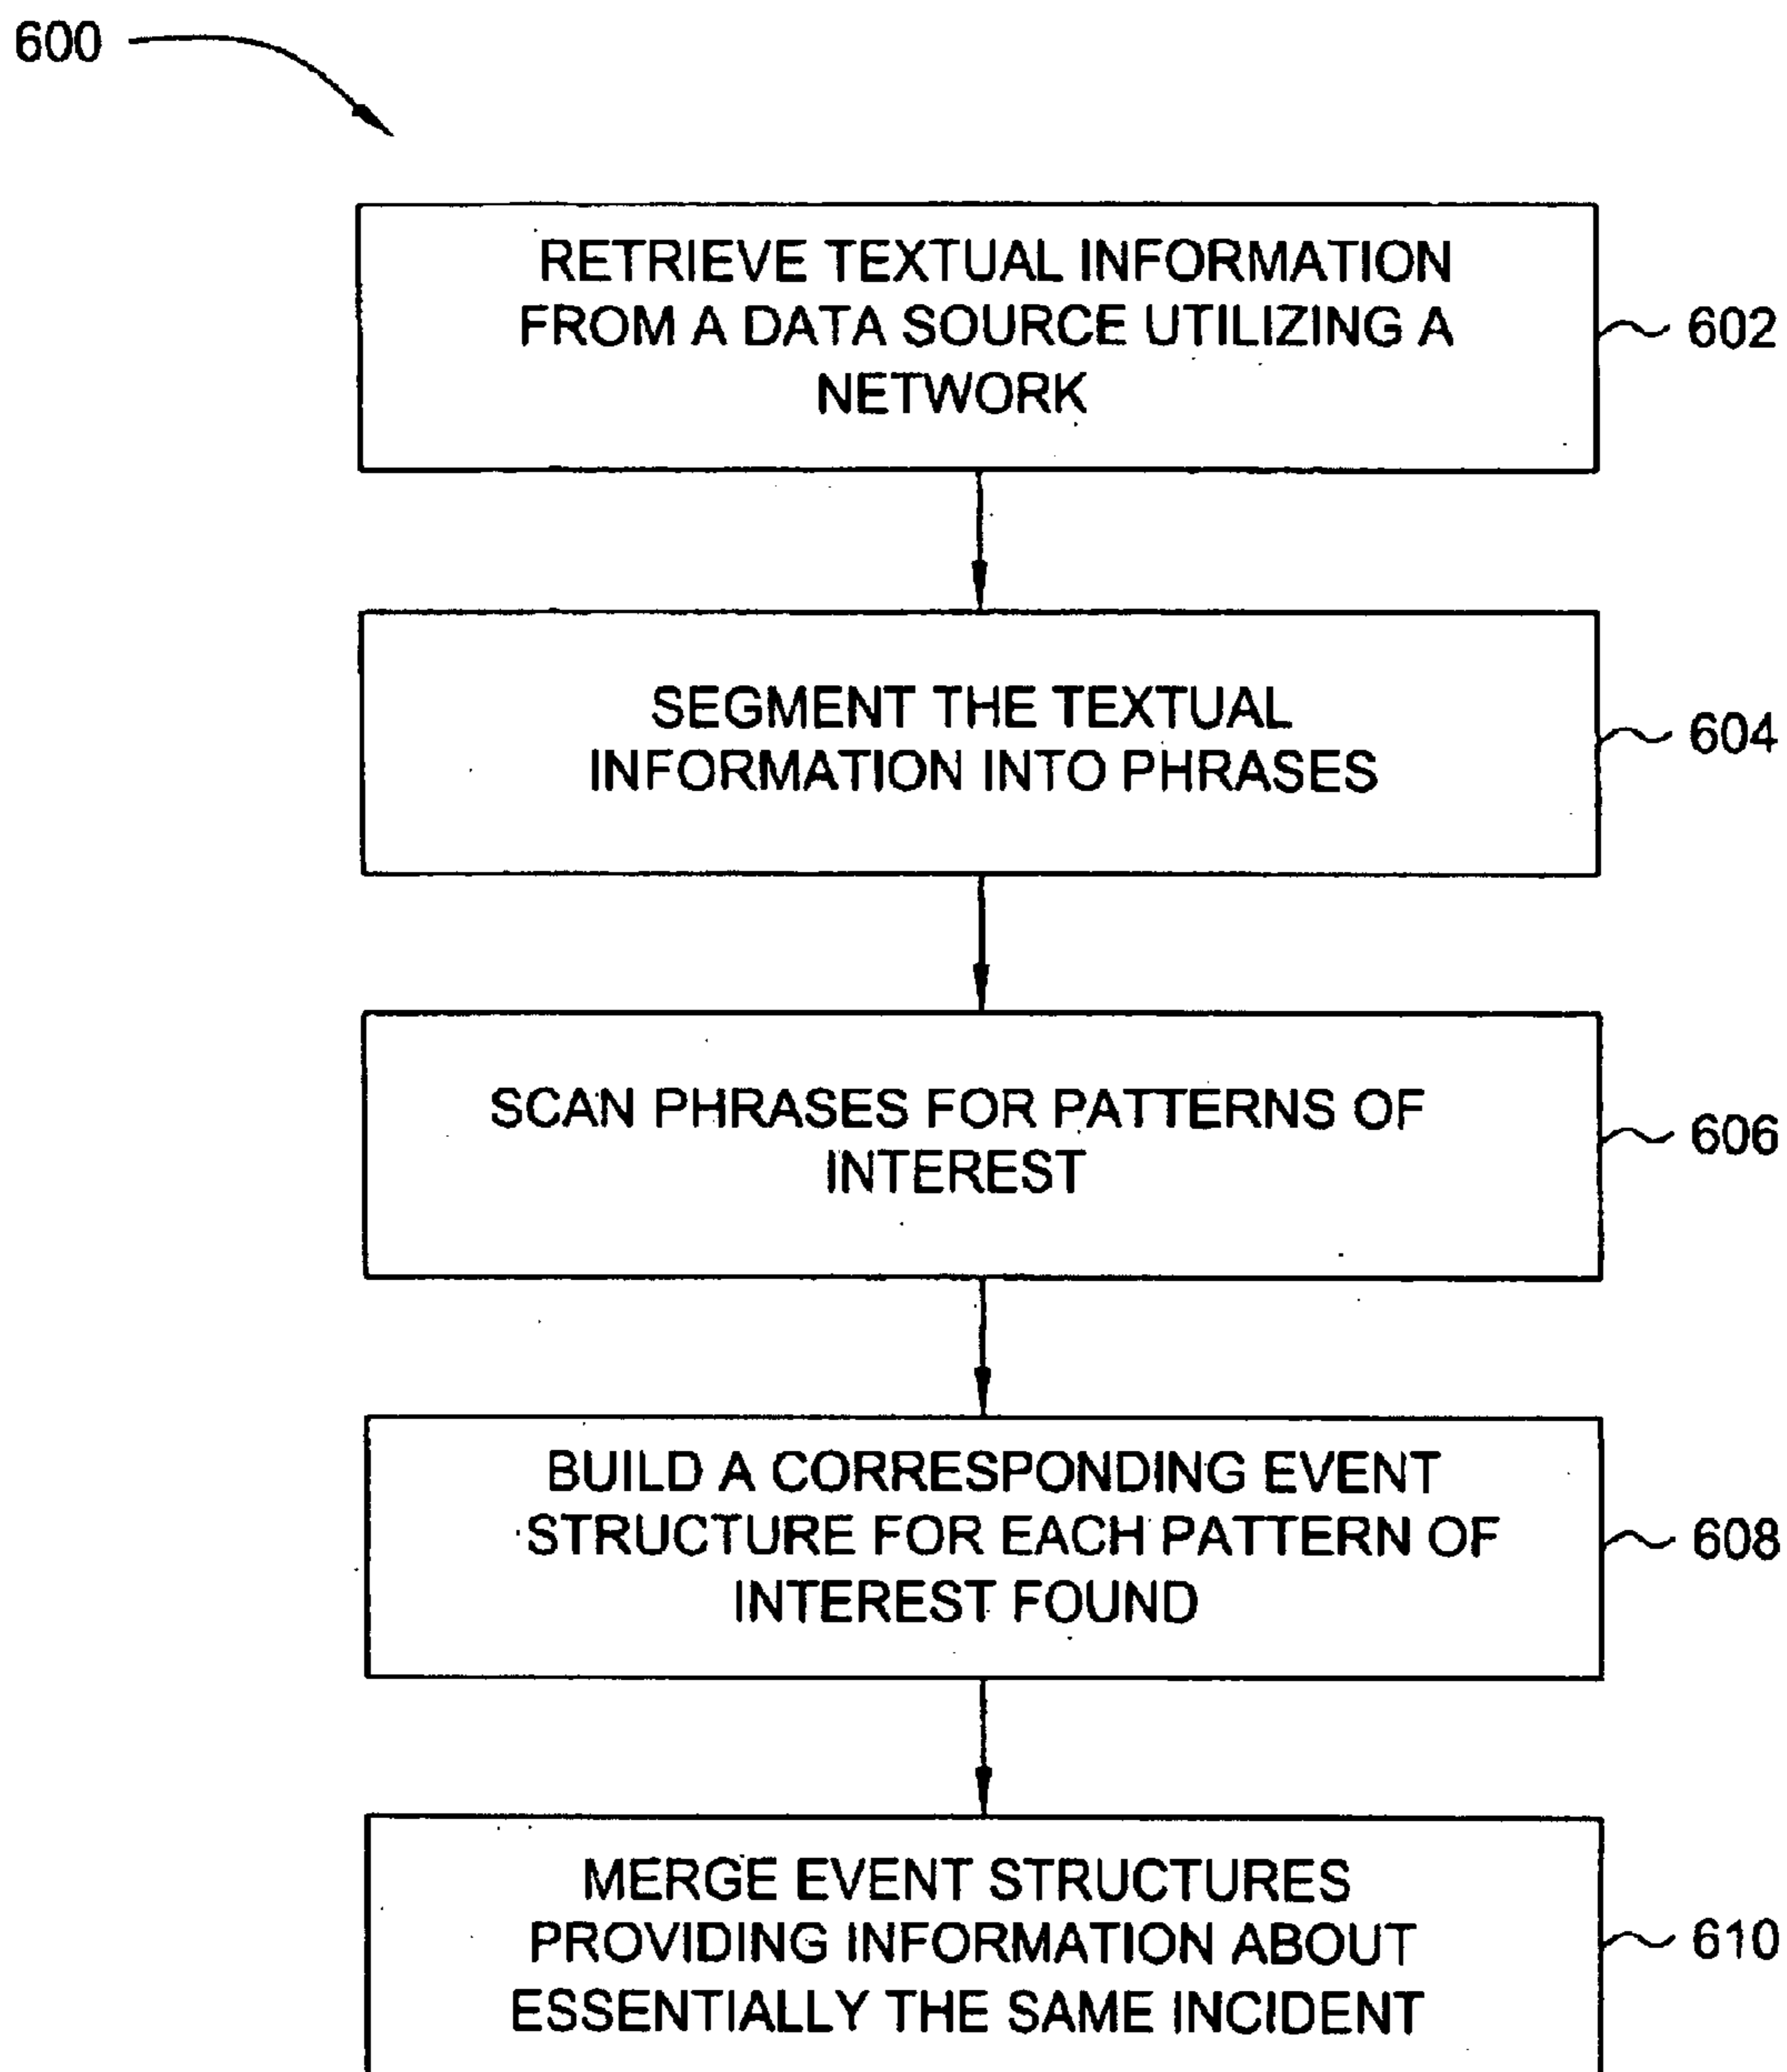 600
RETRIEVE TEXTUAL INFORMATION
FROM A DATA SOURCE UTILIZING A
NETWORK
602
SEGMENT THE TEXTUAL
INFORMATION INTO PHRASES
604
SCAN PHRASES FOR PATTERNS OF
INTEREST
606
BUILD A CORRESPONDING EVENT
STRUCTURE FOR EACH PATTERN OF
INTEREST FOUND
608
MERGE EVENT STRUCTURES
PROVIDING INFORMATION ABOUT
ESSENTIALLY THE SAME INCIDENT
610